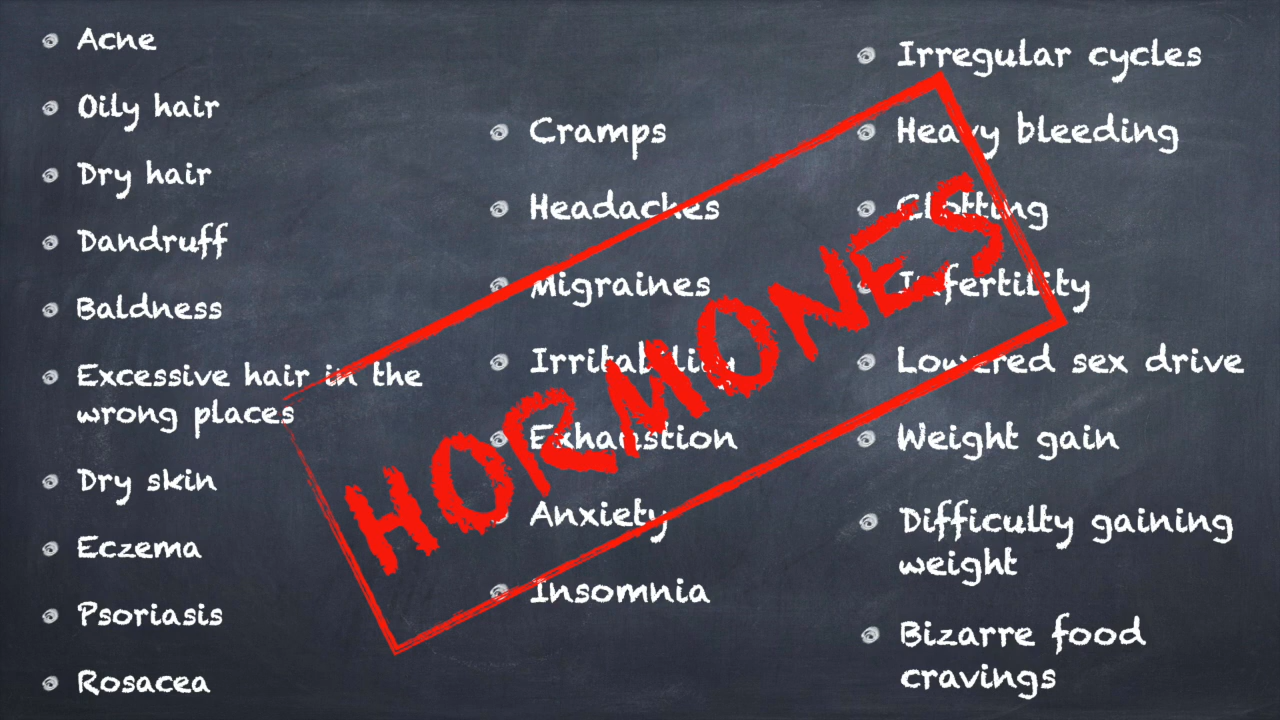 Acne
Oily hair
Dry hair
Dandruff
Baldness
Excessive hair in the
wrong places
Dry skin
Eczema
Psoriasis
Rosacea
Cramps
Headaches
Migraines
Irritability
Exhaustion
Anxiety
Insomnia
Irregular cycles
Heavy bleeding
Clotting
Infertility
Lowered sex drive
Weight gain
Difficulty gaining
weight
Bizarre food
cravings
HORMONES